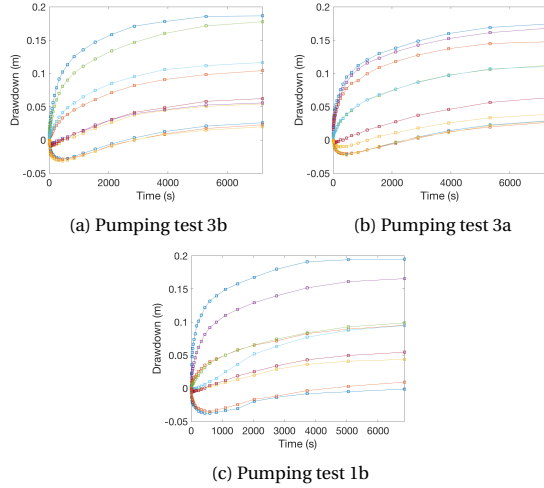 0.2
0.15
0.1
0.05
0
-0.05
Drawdown (m)
0 2000 4000 6000
Time (s)
(a) Pumping test 3b
0.2
0.15
0.1
0.05
0
-0.05
Drawdown (m)
0 2000 4000 6000
Time (s)
(b) Pumping test 3a
0.2
0.15
0.1
0.05
0
-0.05
Drawdown (m)
0 1000 2000 3000 4000 5000 6000
Time (s)
(c) Pumping test 1b